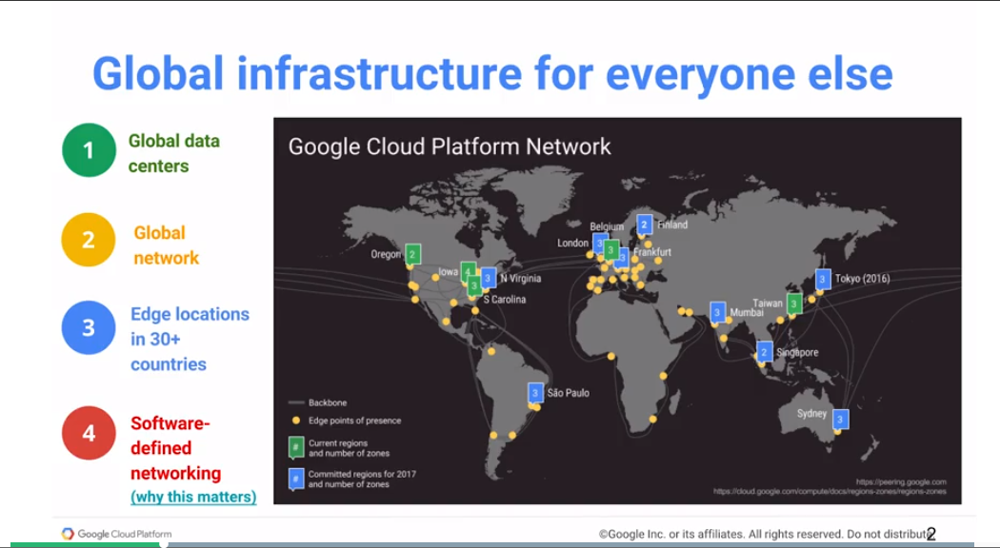 Global infrastructure for everyone else
1
Global data
centers
2
Global
network
3
Edge locations
in 30+
countries
4
Software-
defined
networking
(why this matters)
Google Cloud Platform Network
Oregon
2
Iowa
4
3
3
N Virginia
S Carolina
Belgium
London
3
3
3
Frankfurt
2
Finland
3
Tokyo (2016)
Taiwan
3
3
Mumbai
2
Singapore
3
São Paulo
Sydney
3
Backbone
Edge points of presence
#
Current regions
and number of zones
#
Committed regions for 2017
and number of zones
https://peering.google.com
https://cloud.google.com/compute/docs/regions-zones/regions-zones
Google Cloud Platform
©Google Inc. or its affiliates. All rights reserved. Do not distribute
2